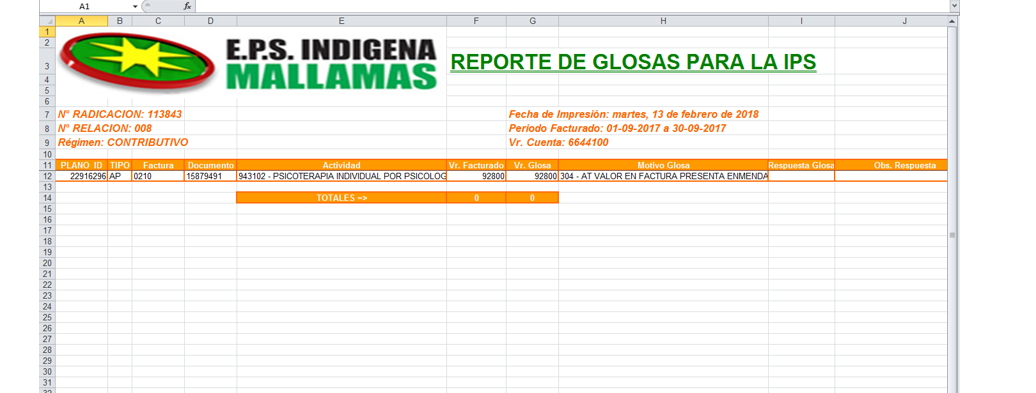 A1 fx
A B C D E F G H I J
1
2
E.P.S. INDIGENA
MALLAMAS
REPORTE DE GLOSAS PARA LA IPS
3
4
5
6
7 N° RADICACION: 113843 Fecha de Impresión: martes, 13 de febrero de 2018
8 N° RELACION: 008 Periodo Facturado: 01-09-2017 a 30-09-2017
9 Régimen: CONTRIBUTIVO Vr. Cuenta: 6644100
10
11 PLANO ID TIPO Factura Documento Actividad Vr. Facturado Vr. Glosa Motivo Glosa Respuesta Glosa Obs. Respuesta
12 22916296 AP 0210 15879491 943102 - PSICOTERAPIA INDIVIDUAL POR PSICOLOG 92800 92800 304 - AT VALOR EN FACTURA PRESENTA ENMENDA
13
14 TOTALES => 0 0
15
16
17
18
19
20
21
22
23
24
25
26
27
28
29
30
31
32